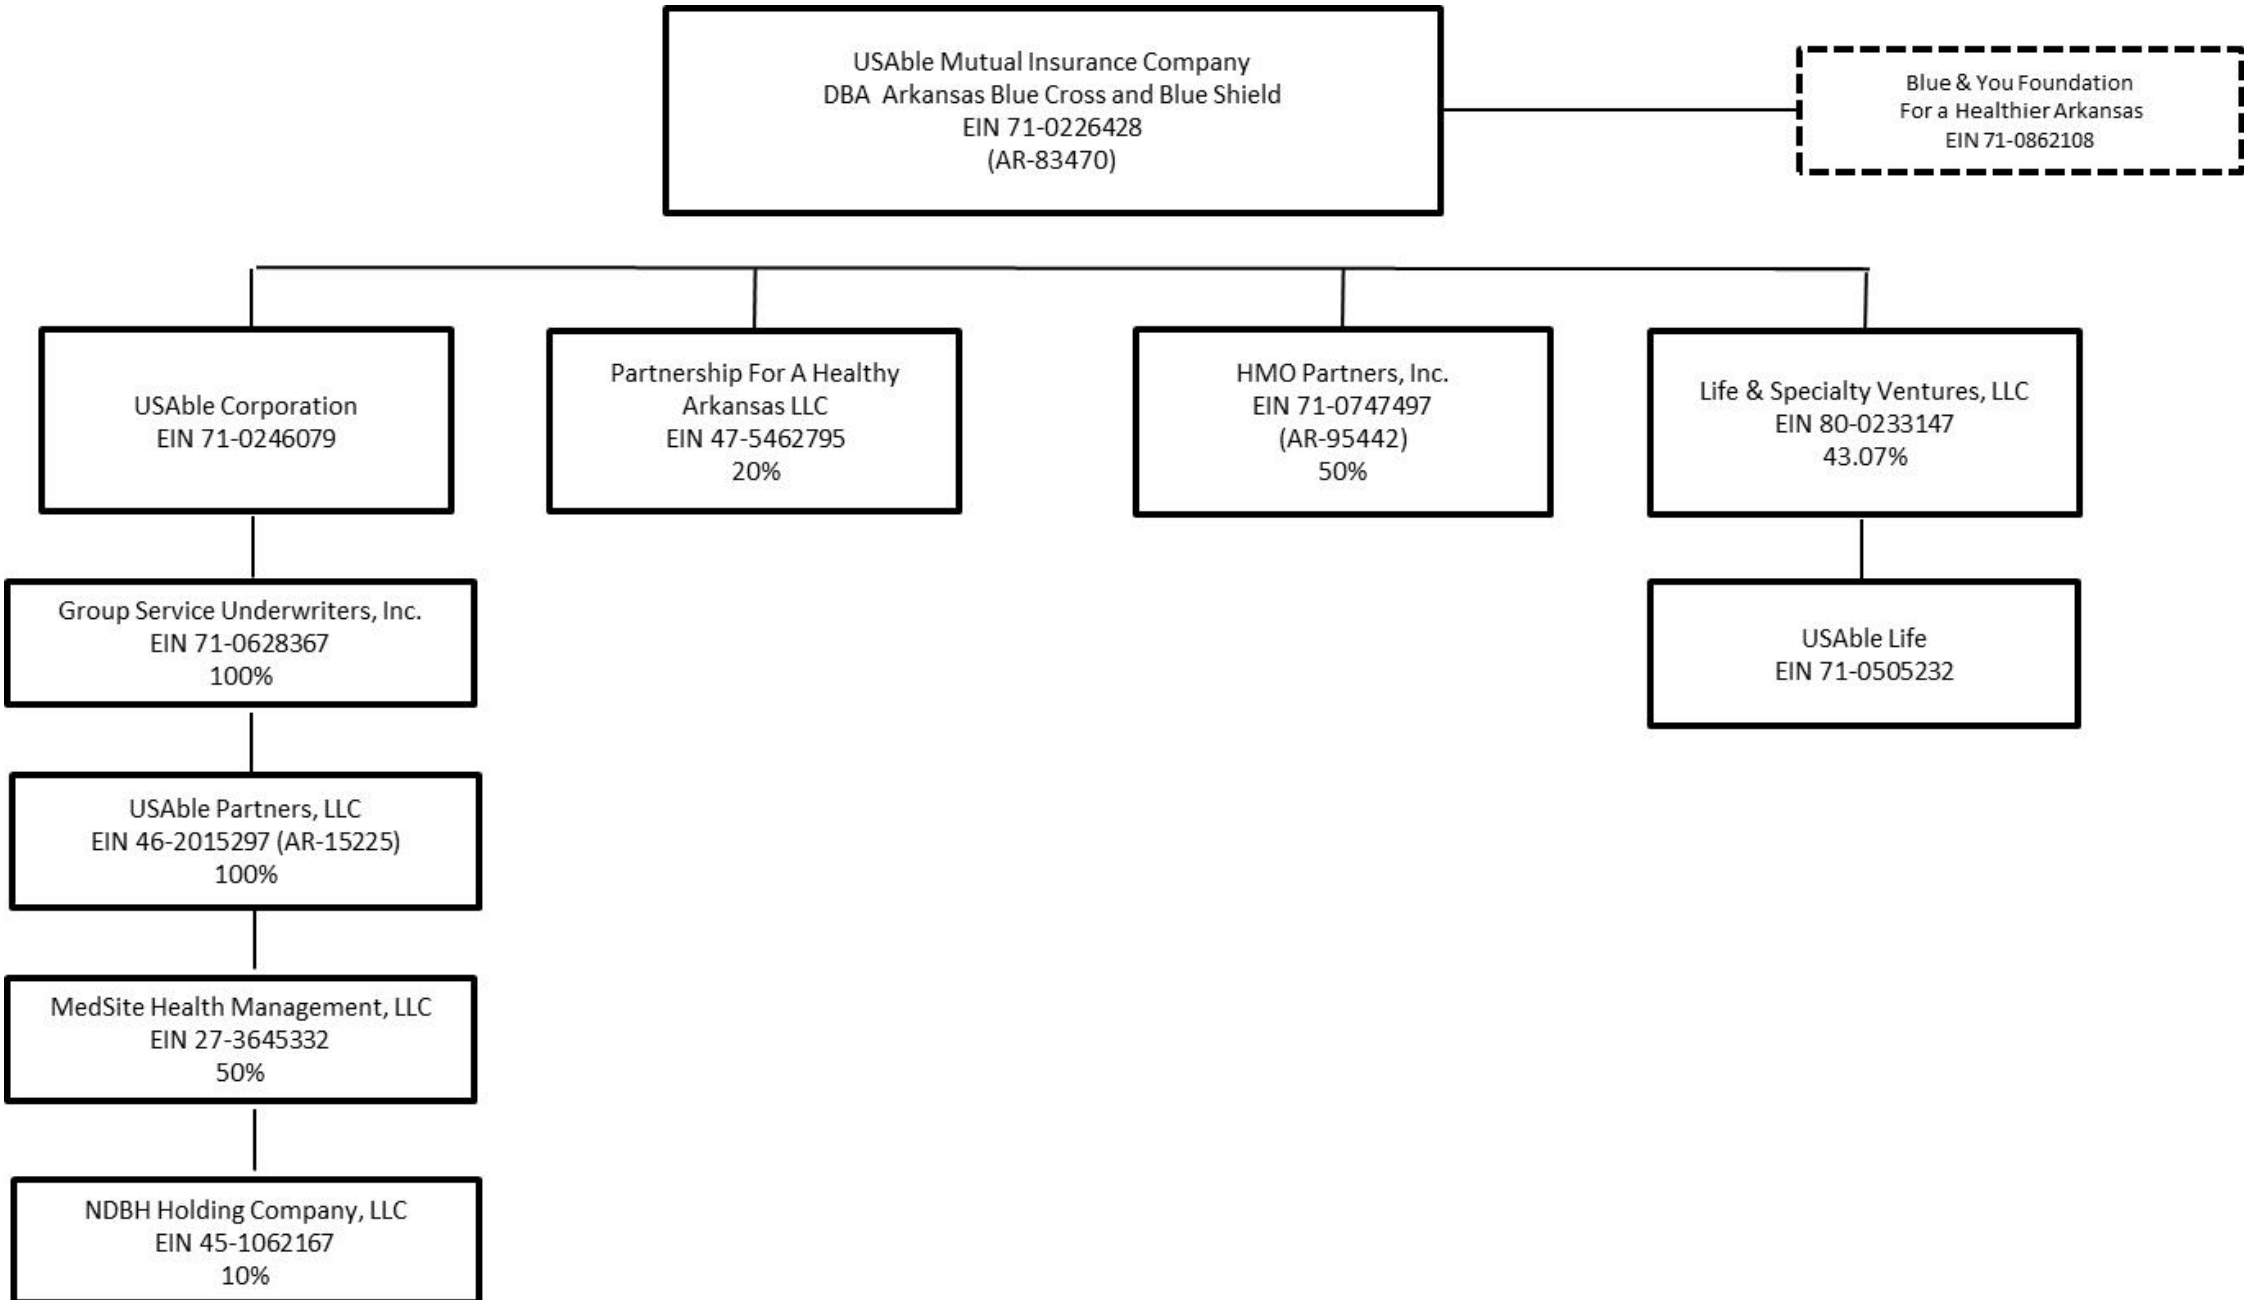 USAble Mutual Insurance Company
DBA Arkansas Blue Cross and Blue Shield
EIN 71-0226428
(AR-83470)
Blue & You Foundation
For a Healthier Arkansas
EIN 71-0862108
USAble Corporation
EIN 71-0246079
Partnership For A Healthy
Arkansas LLC
EIN 47-5462795
20%
HMO Partners, Inc.
EIN 71-0747497
(AR-95442)
50%
Life & Specialty Ventures, LLC
EIN 80-0233147
43.07%
Group Service Underwriters, Inc.
EIN 71-0628367
100%
USAble Life
EIN 71-0505232
USAble Partners, LLC
EIN 46-2015297 (AR-15225)
100%
MedSite Health Management, LLC
EIN 27-3645332
50%
NDBH Holding Company, LLC
EIN 45-1062167
10%